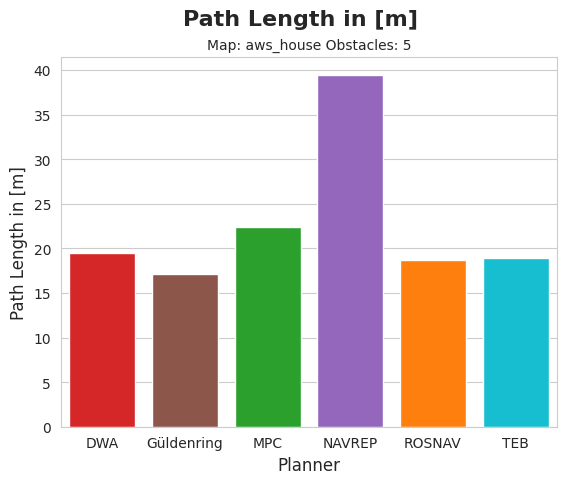 Path Length in [m]
Map: aws_house Obstacles: 5
Path Length in [m]
40
35
30
25
20
15
10
5
0
DWA Güldenring MPC NAVREP ROSNAV TEB
Planner